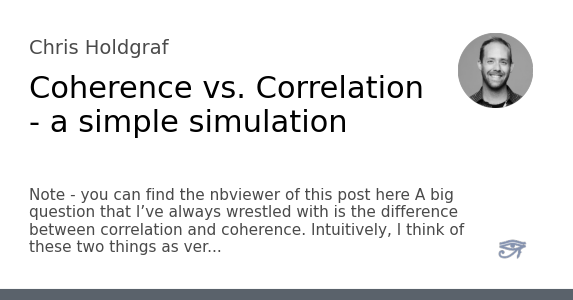 Chris Holdgraf
Coherence vs. Correlation
- a simple simulation
Note - you can find the nbviewer of this post here A big
question that I’ve always wrestled with is the difference
between correlation and coherence. Intuitively, I think of
these two things as ver...